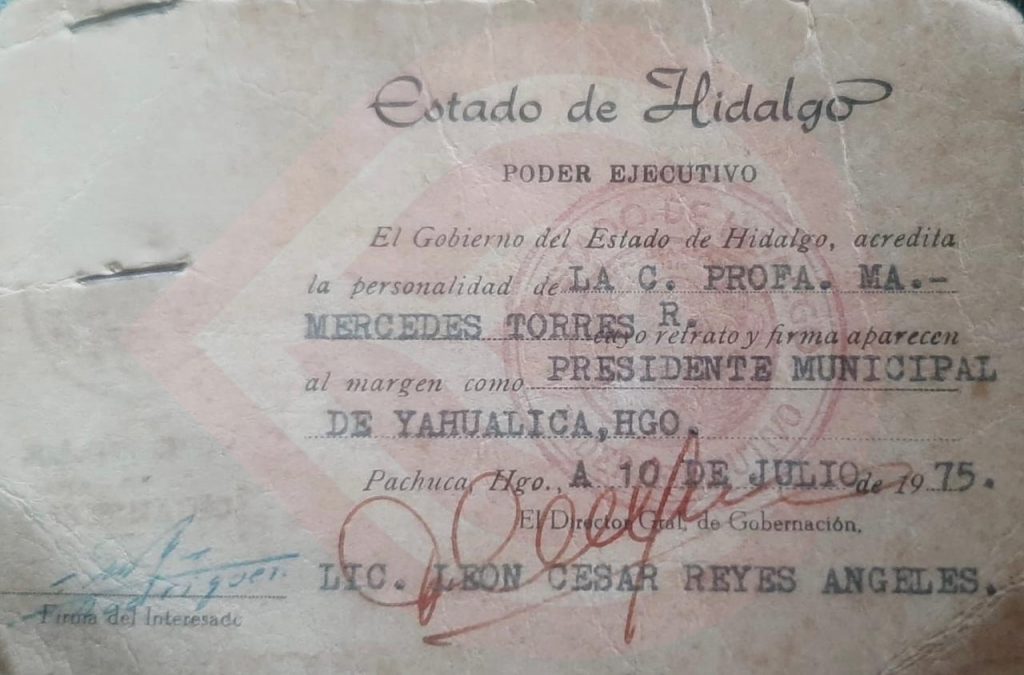 Estado de Hidalgo
PODER EJECUTIVO
El Gobierno del Estado de Hidalgo, acredita
la personalidad de LA C. PROFA. MA.-
MERCEDES TORRES R. cuyo retrato y firma aparecen
al margen como PRESIDENTE MUNICIPAL
DE YAHUALICA,HGO.
Pachuca, Hgo., A 10 DE JULIO de 1975.
El Director Gral. de Gobernación,
LIC. LEON CESAR REYES ANGELES.
Firma del Interesado